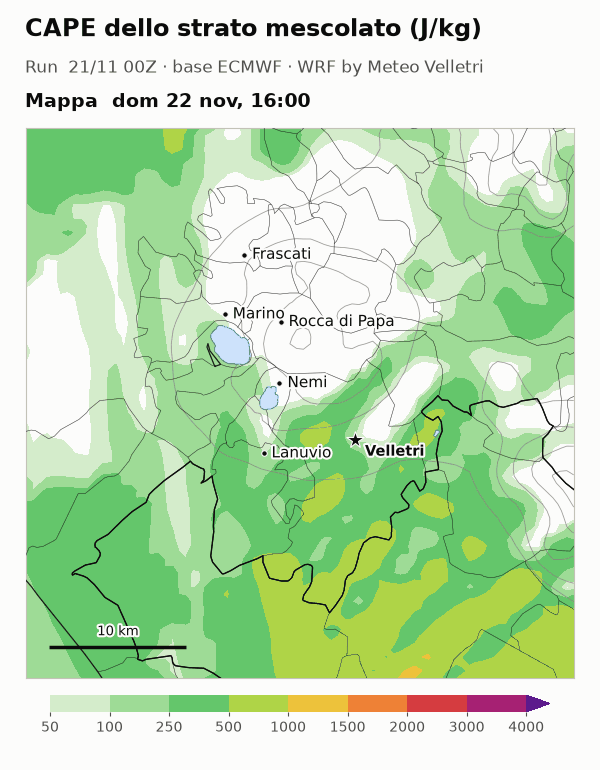 CAPE dello strato mescolato (J/kg)
Run  21/11 00Z · base ECMWF · WRF by Meteo Velletri
Mappa  dom 22 nov, 16:00
Frascati
Marino
Rocca di Papa
Nemi
Velletri
Lanuvio
10 km
50 100 250 500 1000 1500 2000 3000 4000